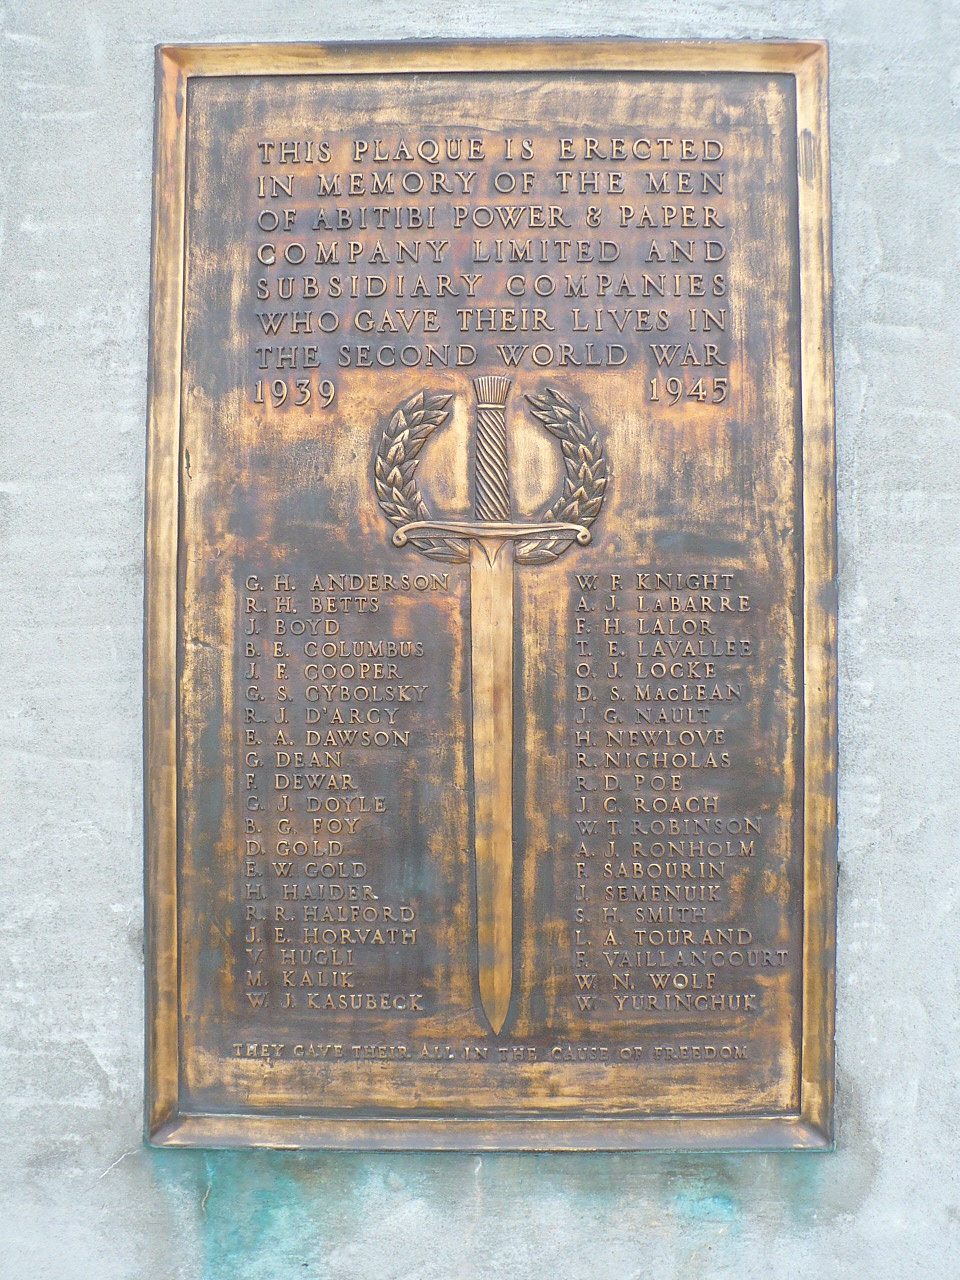 THIS PLAQUE IS ERECTED
IN MEMORY OF THE MEN
OF ABITIBI POWER & PAPER
COMPANY LIMITED AND
SUBSIDIARY COMPANIES
WHO GAVE THEIR LIVES IN
THE SECOND WORLD WAR
1939 1945
G. H. ANDERSON
R. H. BETTS
J. BOYD
B. E. COLUMBUS
J. F. COOPER
G. S. CYBOLSKY
R. J. D'ARCY
E. A. DAWSON
G. DEAN
F. DEWAR
G. J. DOYLE
B. G. FOY
D. GOLD
E. W. GOLD
H. HAIDER
R. R. HALFORD
J. E. HORVATH
V. HUGLI
M. KALIK
W. J. KASUBECK
W. F. KNIGHT
A. J. LABARRE
F. H. LALOR
T. E. LAVALLEE
O. J. LOCKE
D. S. MACLEAN
J. G. NAULT
H. NEWLOVE
R. NICHOLAS
R. D. POE
J. C. ROACH
W. T. ROBINSON
A. J. RONHOLM
F. SABOURIN
J. SEMENUIK
S. H. SMITH
L. A. TOURAND
F. VAILLANCOURT
W. N. WOLF
W. YURINGHUK
THEY GAVE THEIR ALL IN THE CAUSE OF FREEDOM